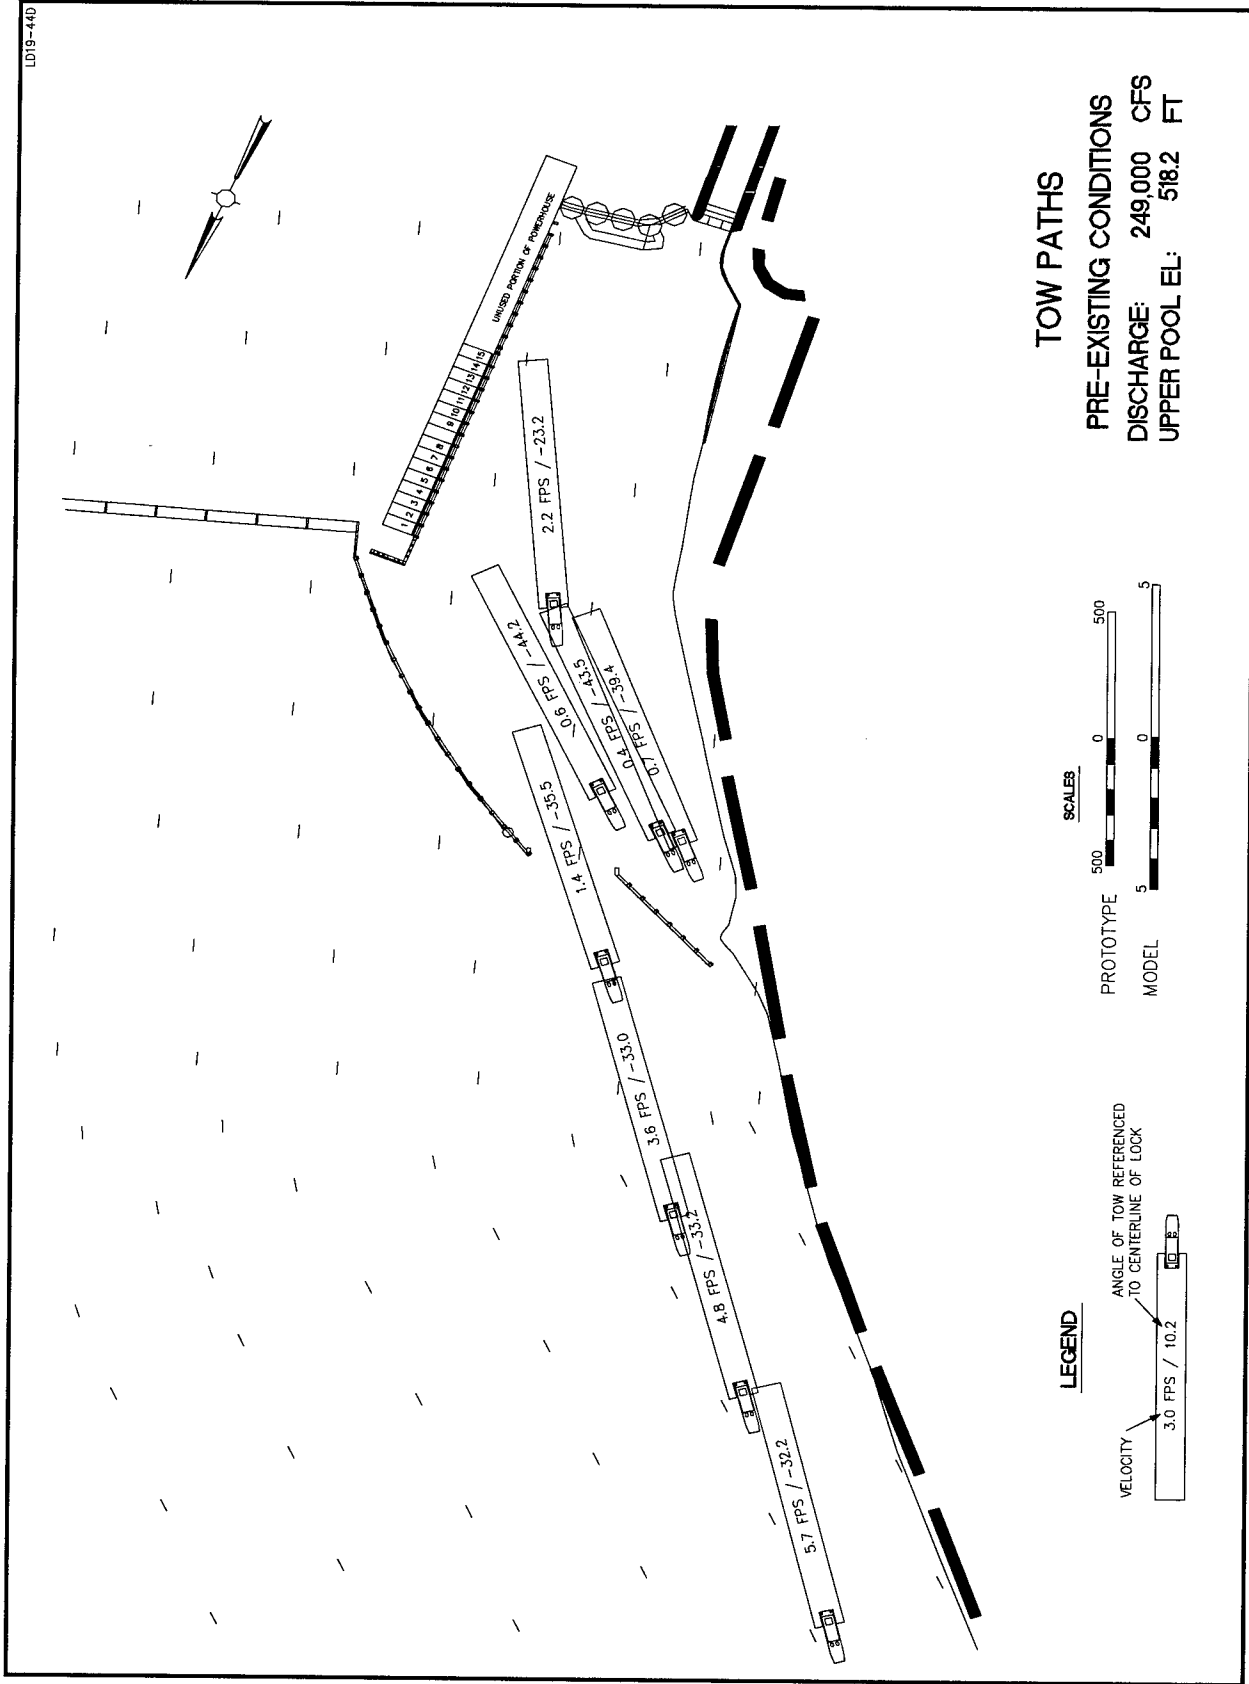 LD19-44D
UNUSED PORTION OF POWERHOUSE
1 2 3 4 5 6 7 8 9 10 11 12 13 14 15
2.2 FPS / -23.2
0.6 FPS / -44.2
0.4 FPS / -43.5
0.7 FPS / -39.4
1.4 FPS / -35.5
3.6 FPS / -33.0
4.8 FPS / -33.2
5.7 FPS / -32.2
TOW PATHS
PRE-EXISTING CONDITIONS
DISCHARGE: 249,000 CFS
UPPER POOL EL: 518.2 FT
SCALES
PROTOTYPE 500 0 500
MODEL 5 0 5
LEGEND
VELOCITY
ANGLE OF TOW REFERENCED
TO CENTERLINE OF LOCK
3.0 FPS / 10.2